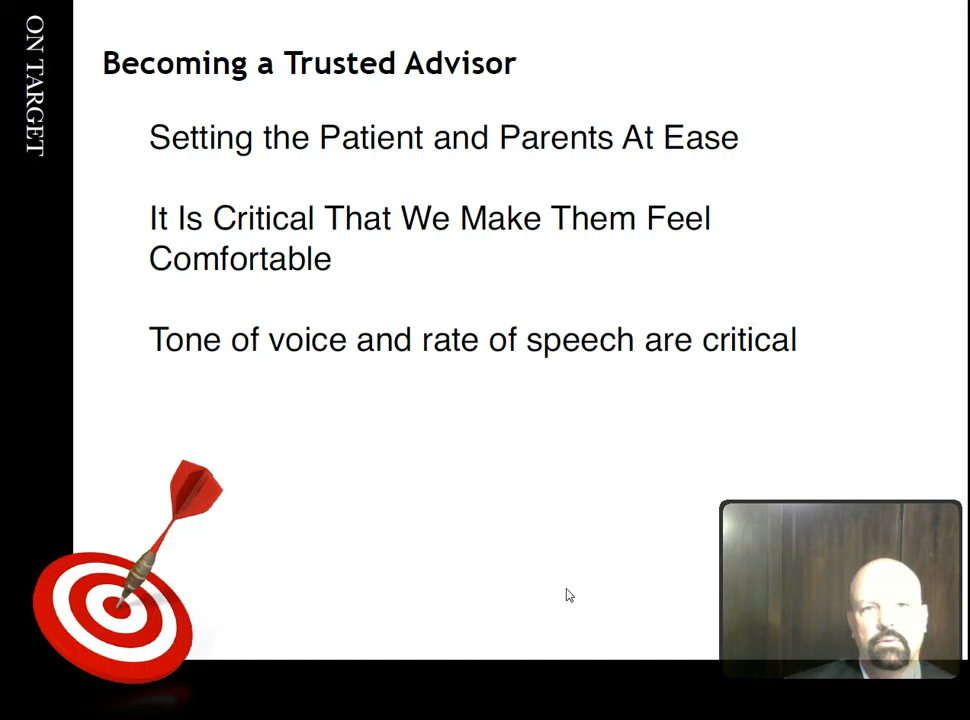 ON TARGET
Becoming a Trusted Advisor
Setting the Patient and Parents At Ease
It Is Critical That We Make Them Feel
Comfortable
Tone of voice and rate of speech are critical